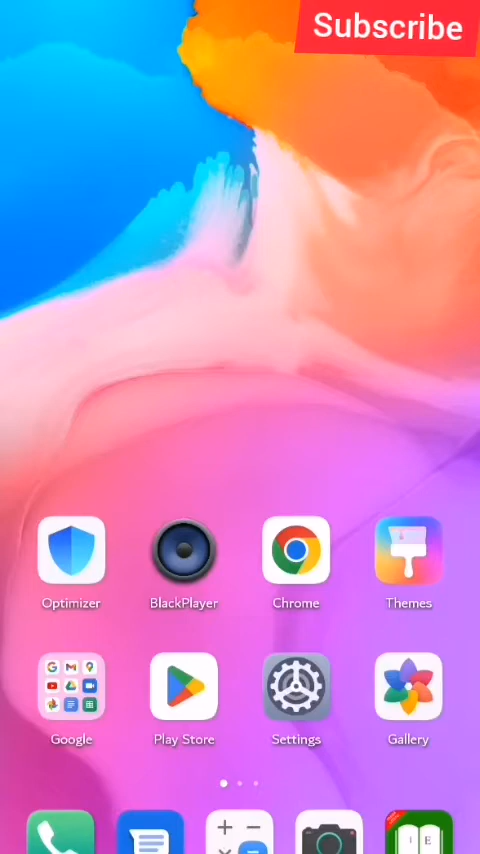 Subscribe
Optimizer
BlackPlayer
Chrome
Themes
Google
Play Store
Settings
Gallery
I E